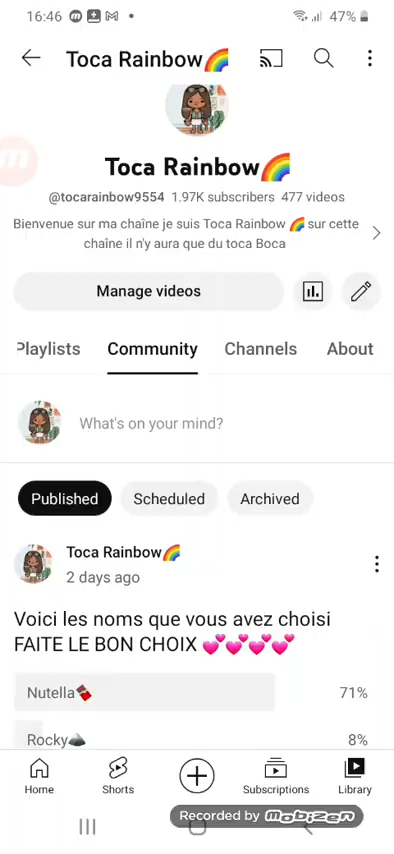 16:46
47%
Toca Rainbow🌈
Toca Rainbow🌈
@tocarainbow9554 1.97K subscribers 477 videos
Bienvenue sur ma chaîne je suis Toca Rainbow 🌈 sur cette
chaîne il n'y aura que du toca Boca
Manage videos
Playlists Community Channels About
What's on your mind?
Published Scheduled Archived
Toca Rainbow🌈
2 days ago
Voici les noms que vous avez choisi
FAITE LE BON CHOIX 💕💕💕💕
Nutella🍫 71%
Rocky⛰️ 8%
Home Shorts Subscriptions Library
Recorded by Mobizen